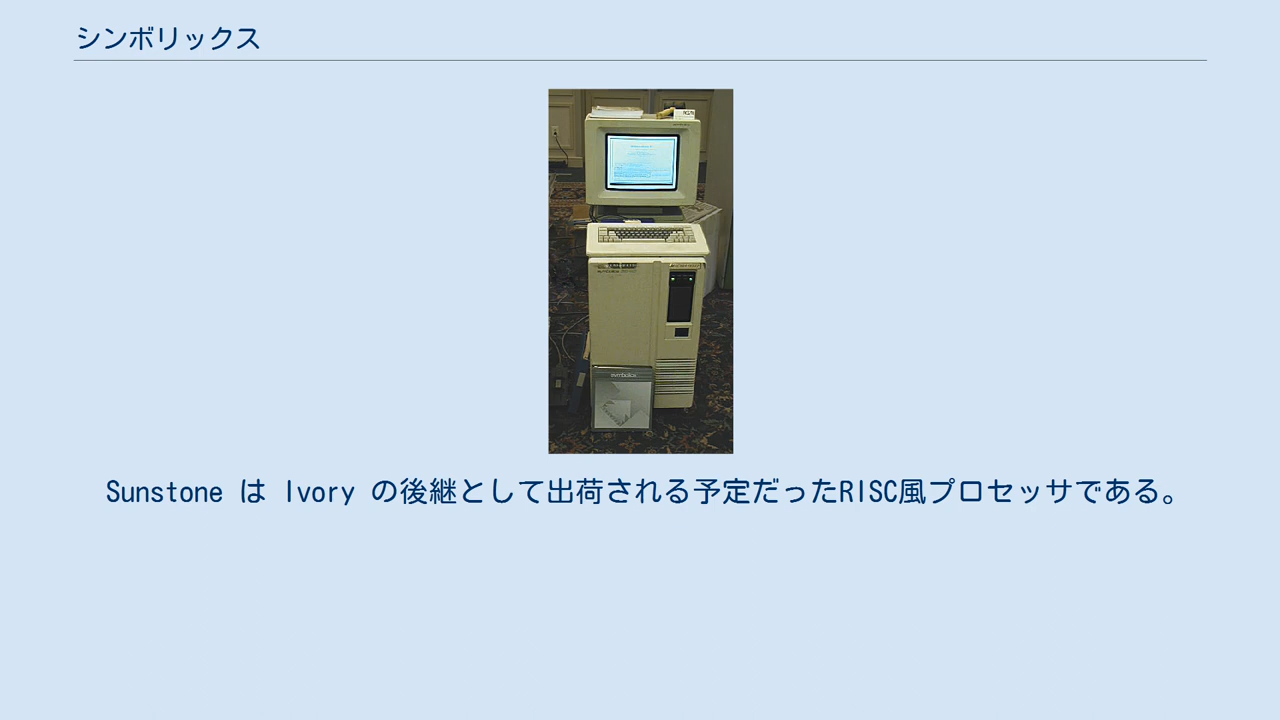 シンボリックス
symbolics
Sunstone は Ivory の後継として出荷される予定だったRISC風プロセッサである。